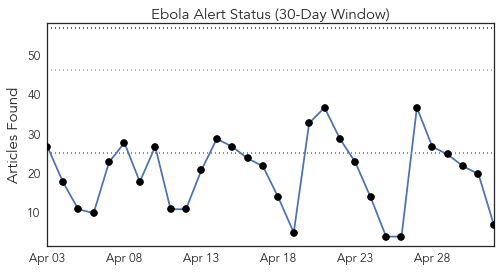 Ebola Alert Status (30-Day Window)
Articles Found
50
40
30
20
10
Apr 03
Apr 08
Apr 13
Apr 18
Apr 23
Apr 28